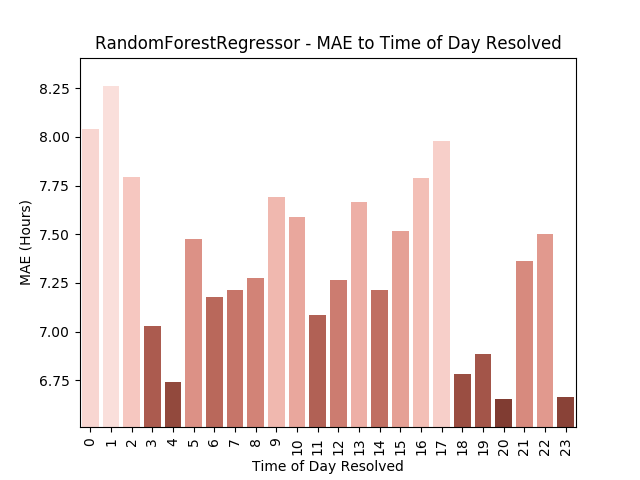 RandomForestRegressor - MAE to Time of Day Resolved
8.25
8.00
7.75
7.50
7.25
7.00
6.75
MAE (Hours)
0 1 2 3 4 5 6 7 8 9 10 11 12 13 14 15 16 17 18 19 20 21 22 23
Time of Day Resolved